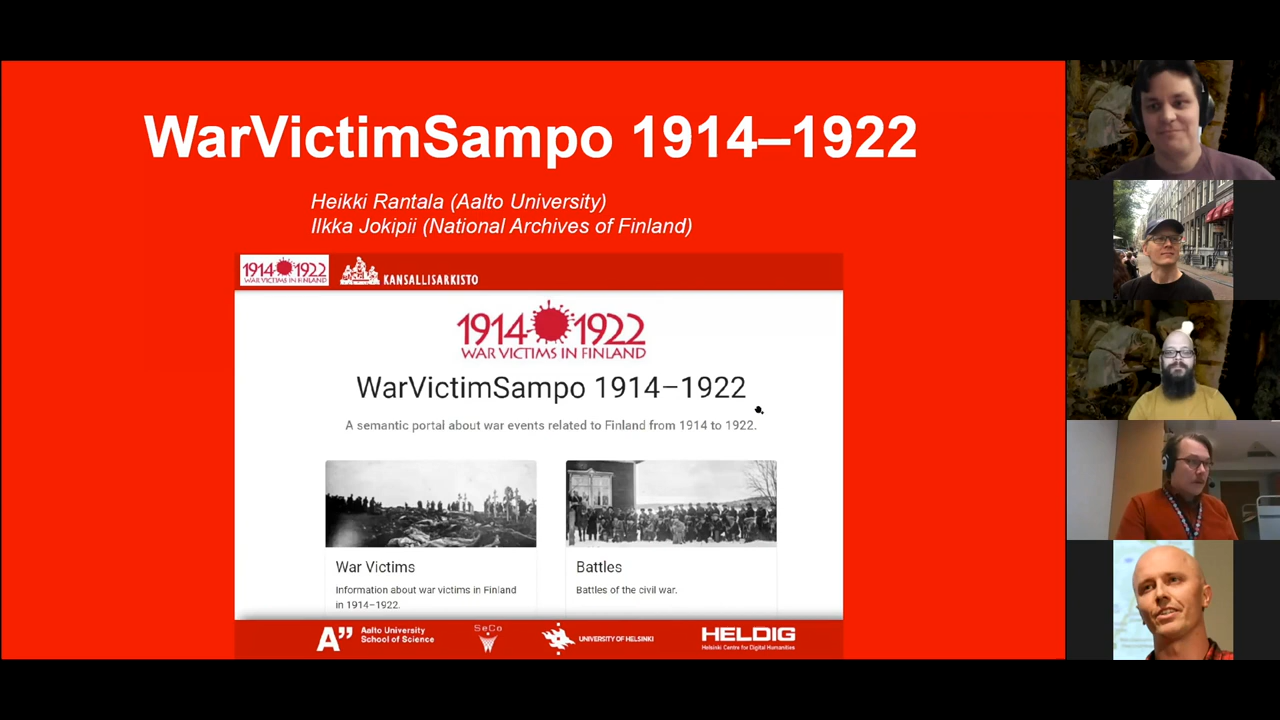 WarVictimSampo 1914–1922
Heikki Rantala (Aalto University)
Ilkka Jokipii (National Archives of Finland)
1914 1922
WAR VICTIMS IN FINLAND
KANSALLISARKISTO
1914 1922
WAR VICTIMS IN FINLAND
WarVictimSampo 1914–1922
A semantic portal about war events related to Finland from 1914 to 1922.
War Victims
Information about war victims in Finland
in 1914–1922.
Battles
Battles of the civil war.
A”
Aalto University
School of Science
SeCo
UNIVERSITY OF HELSINKI
HELDIG
Helsinki Centre for Digital Humanities